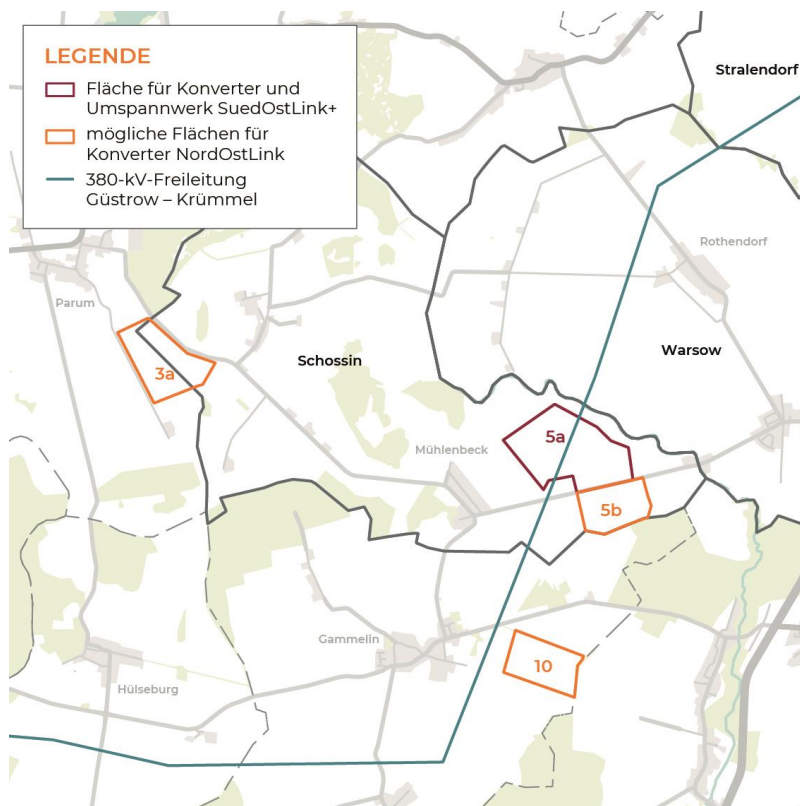 LEGENDE
Fläche für Konverter und
Umspannwerk SuedOstLink+
mögliche Flächen für
Konverter NordOstLink
380-kV-Freileitung
Güstrow – Krümmel
Stralendorf
Rothendorf
Parum
3a
Schossin
Warsow
5a
Mühlenbeck
5b
Gammelin
10
Hülseburg